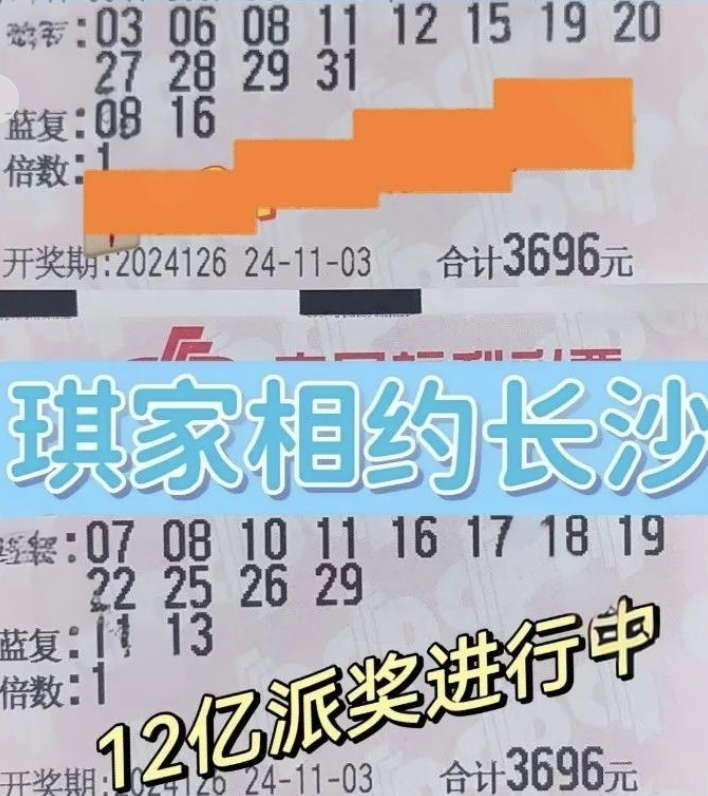 :03 06 08 11 12 15 19 20
27 28 29 31
蓝复:08 16
倍数:1
开奖期:2024126 24-11-03 合计3696元
琪家相约长沙
:07 08 10 11 16 17 18 19
22 25 26 29
蓝复:11 13
倍数:1
12亿派奖进行中
开奖期: 24-11-03 合计3696元